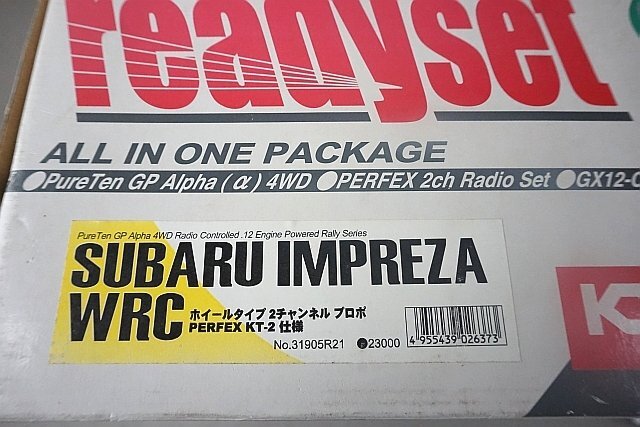 readyset
ALL IN ONE PACKAGE
●PureTen GP Alpha (α) 4WD ●PERFEX 2ch Radio Set ●GX12-
PureTen GP Alpha 4WD Radio Controlled .12 Engine Powered Rally Series
SUBARU IMPREZA
WRC ホイールタイプ 2チャンネル プロポ
PERFEX KT-2 仕様
No.31905R21 ●23000
4 955439 026373
K